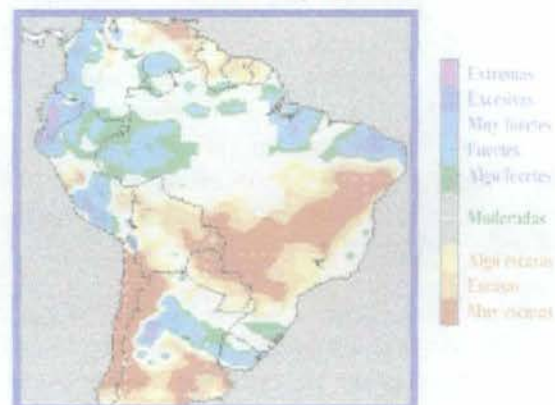 Extremas
Excesivas
Muy fuertes
Fuertes
Algo fuertes
Moderadas
Algo escasas
Escasas
Muy escasas